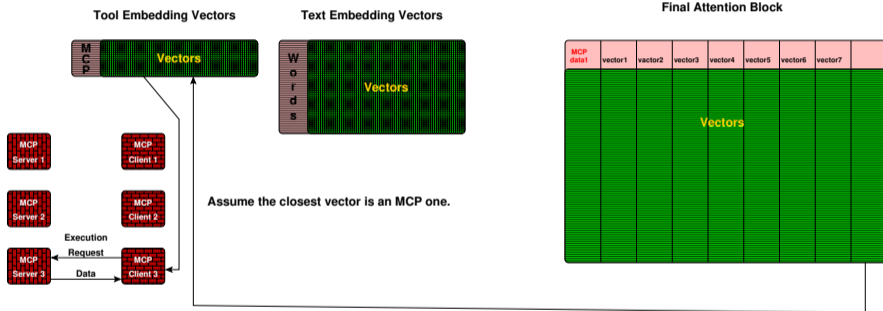 Tool Embedding Vectors
Text Embedding Vectors
Final Attention Block
MCP
Vectors
Words
Vectors
MCP
data1
vector1
vactor2
vector3
vector4
vector5
vector6
vector7
Vectors
MCP
Server 1
MCP
Client 1
MCP
Server 2
MCP
Client 2
Assume the closest vector is an MCP one.
Execution
Request
MCP
Server 3
Data
MCP
Client 3